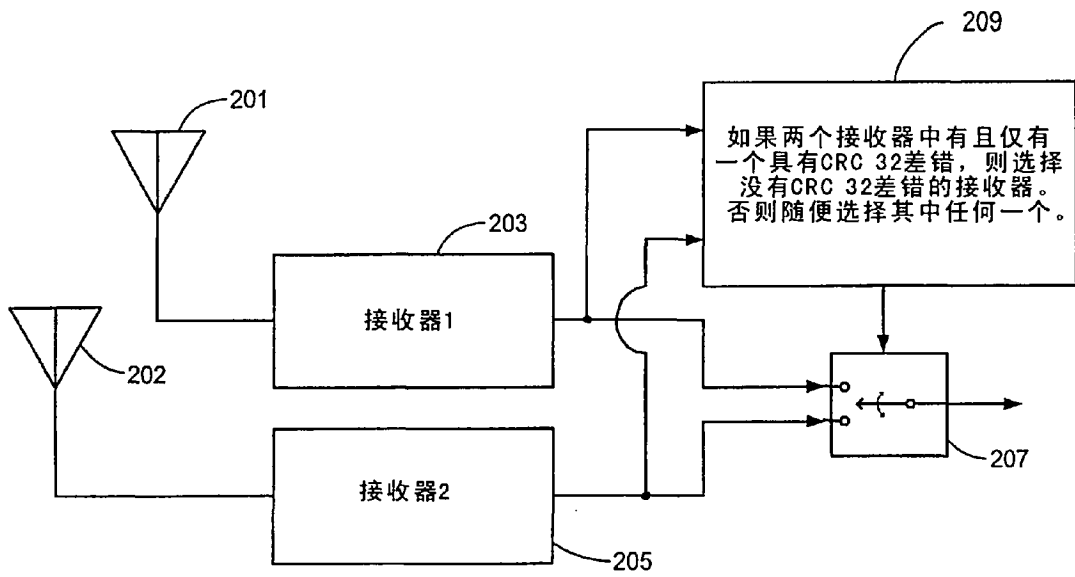 209
201
如果两个接收器中有且仅有
一个具有CRC 32差错，则选择
没有CRC 32差错的接收器。
否则随便选择其中任何一个。
203
接收器1
202
207
接收器2
205